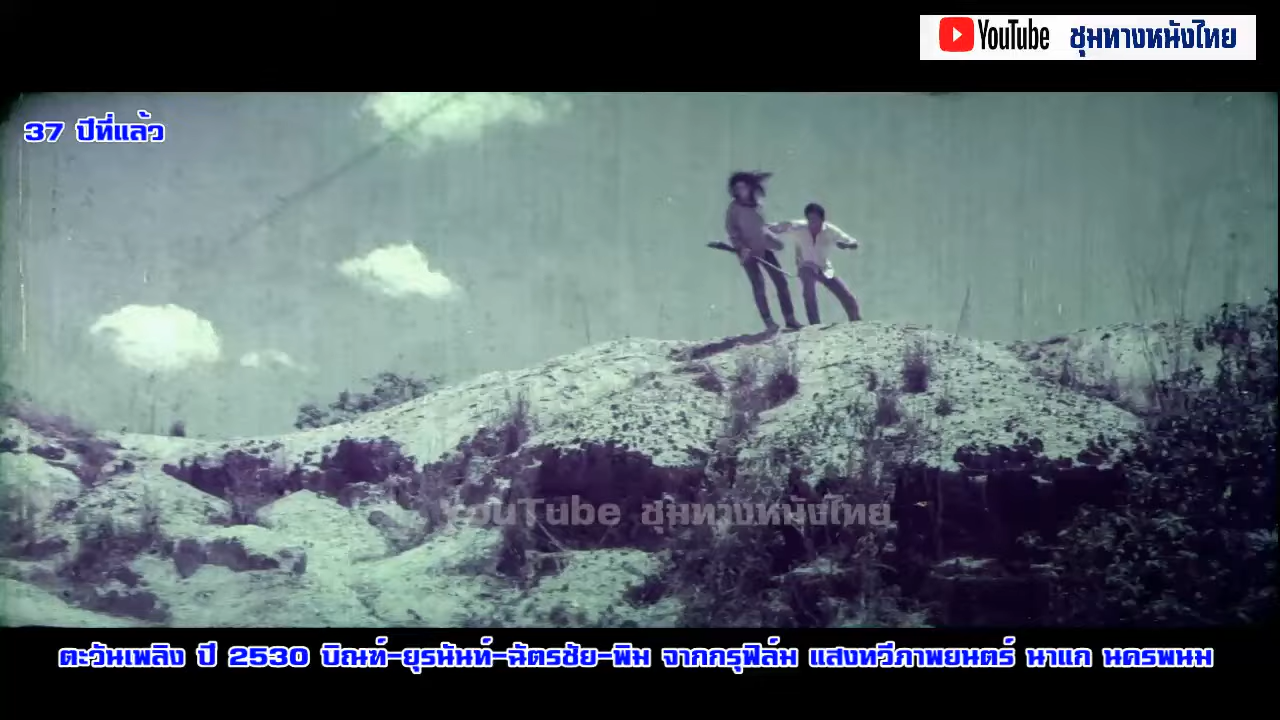 YouTube ชุมทางหนังไทย
37 ปีที่แล้ว
YouTube ชุมทางหนังไทย
ตะวันเพลิง ปี 2530 บิณฑ์-ยุรนันท์-ฉัตรชัย-พิม จากกรุฟิล์ม แสงทวีภาพยนตร์ นาแก นครพนม